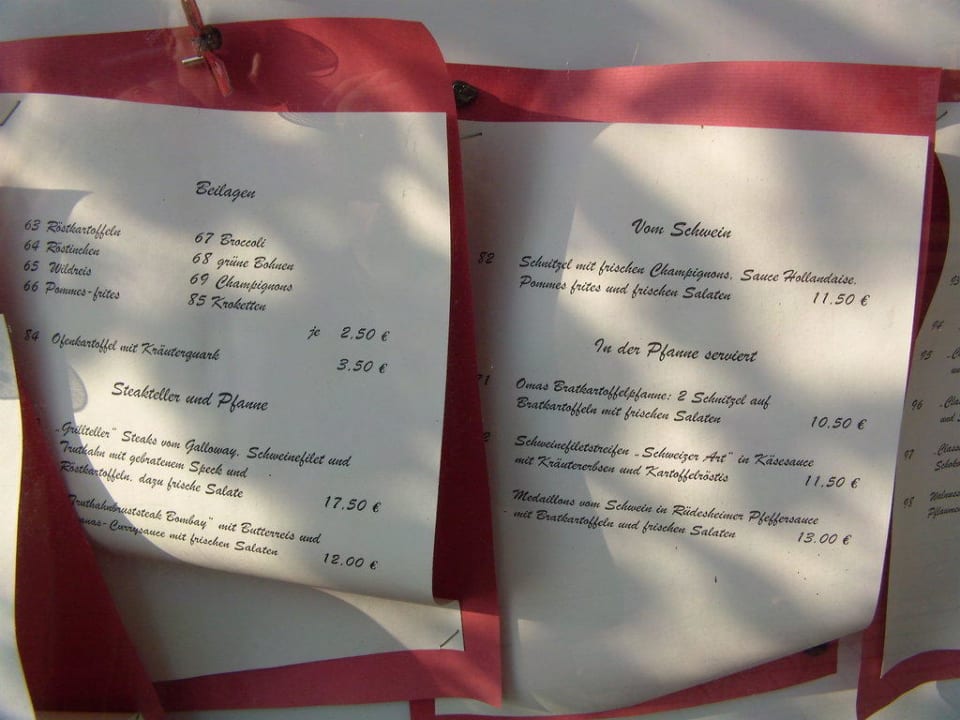 Beilagen
63 Röstkartoffeln
64 Röstinchen
65 Wildreis
66 Pommes-frites
67 Broccoli
68 grüne Bohnen
69 Champignons
85 Kroketten
je 2.50 €
84 Ofenkartoffel mit Kräuterquark
3.50 €
Steakteller und Pfanne
„Grillteller" Steaks vom Galloway, Schweinefilet und
Truthahn mit gebratenem Speck und
Röstkartoffeln, dazu frische Salate
17.50 €
Truthahnbruststeak Bombay" mit Butterreis und
-Currysauce mit frischen Salaten
12.00 €
Vom Schwein
82 Schnitzel mit frischen Champignons, Sauce Hollandaise,
Pommes frites und frischen Salaten 11.50 €
In der Pfanne serviert
71 Omas Bratkartoffelpfanne: 2 Schnitzel auf
Bratkartoffeln mit frischen Salaten 10.50 €
Schweinefiletstreifen „Schweizer Art" in Käsesauce
mit Kräutererbsen und Kartoffelröstis 11.50 €
Medaillons vom Schwein in Rüdesheimer Pfeffersauce
mit Bratkartoffeln und frischen Salaten 13.00 €
94
93
96
97
98